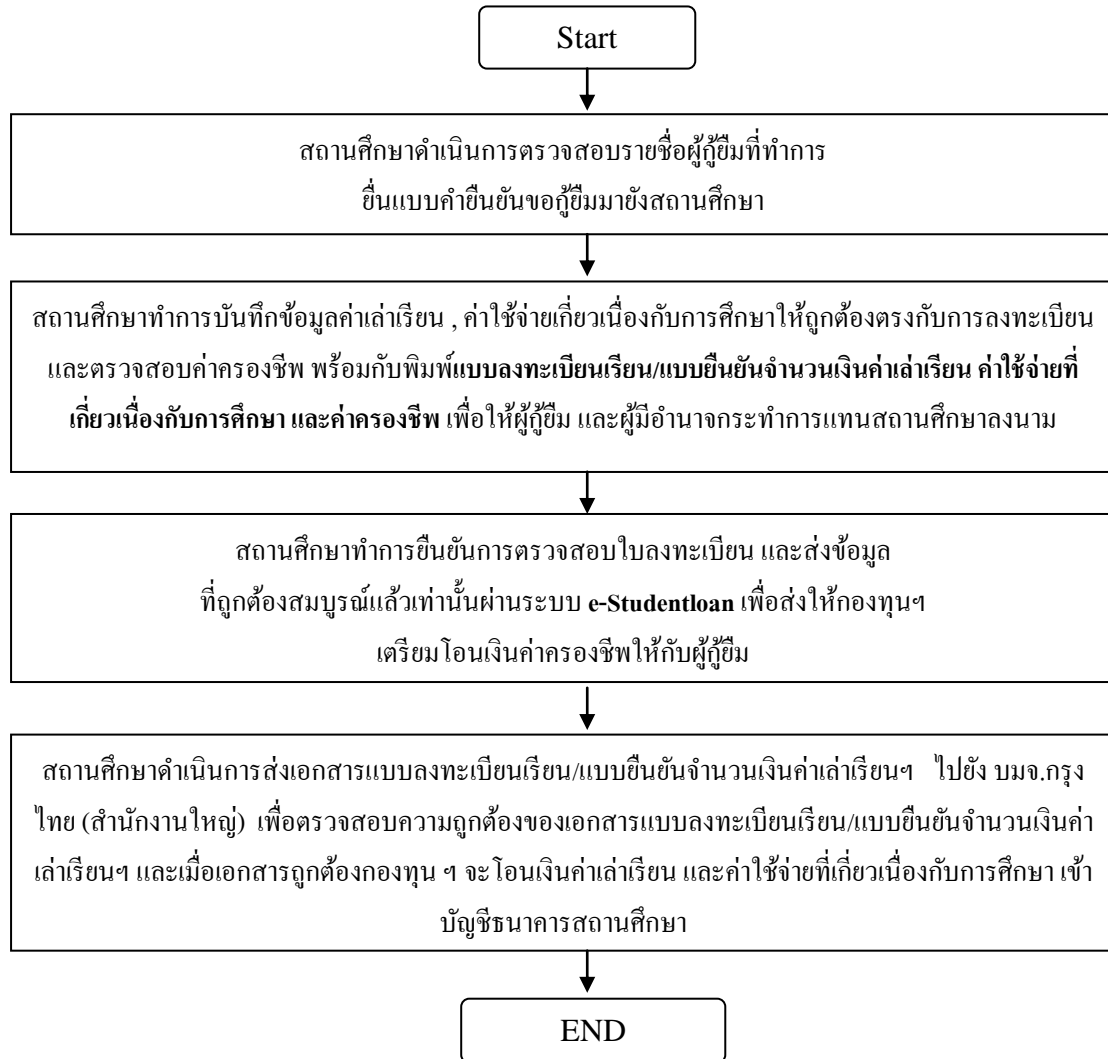 Start
สถานศึกษาดำเนินการตรวจสอบรายชื่อผู้กู้ยืมที่ทำการ
ยื่นแบบคำยืนยันขอกู้ยืมมายังสถานศึกษา
สถานศึกษาทำการบันทึกข้อมูลค่าเล่าเรียน , ค่าใช้จ่ายเกี่ยวเนื่องกับการศึกษาให้ถูกต้องตรงกับการลงทะเบียน
และตรวจสอบค่าครองชีพ พร้อมกับพิมพ์แบบลงทะเบียนเรียน/แบบยืนยันจำนวนเงินค่าเล่าเรียน ค่าใช้จ่ายที่
เกี่ยวเนื่องกับการศึกษา และค่าครองชีพ เพื่อให้ผู้กู้ยืม และผู้มีอำนาจกระทำการแทนสถานศึกษาลงนาม
สถานศึกษาทำการยืนยันการตรวจสอบใบลงทะเบียน และส่งข้อมูล
ที่ถูกต้องสมบูรณ์แล้วเท่านั้นผ่านระบบ e-Studentloan เพื่อส่งให้กองทุนฯ
เตรียมโอนเงินค่าครองชีพให้กับผู้กู้ยืม
สถานศึกษาดำเนินการส่งเอกสารแบบลงทะเบียนเรียน/แบบยืนยันจำนวนเงินค่าเล่าเรียนฯ ไปยัง บมจ.กรุง
ไทย (สำนักงานใหญ่) เพื่อตรวจสอบความถูกต้องของเอกสารแบบลงทะเบียนเรียน/แบบยืนยันจำนวนเงินค่า
เล่าเรียนฯ และเมื่อเอกสารถูกต้องกองทุน ฯ จะโอนเงินค่าเล่าเรียน และค่าใช้จ่ายที่เกี่ยวเนื่องกับการศึกษา เข้า
บัญชีธนาคารสถานศึกษา
END